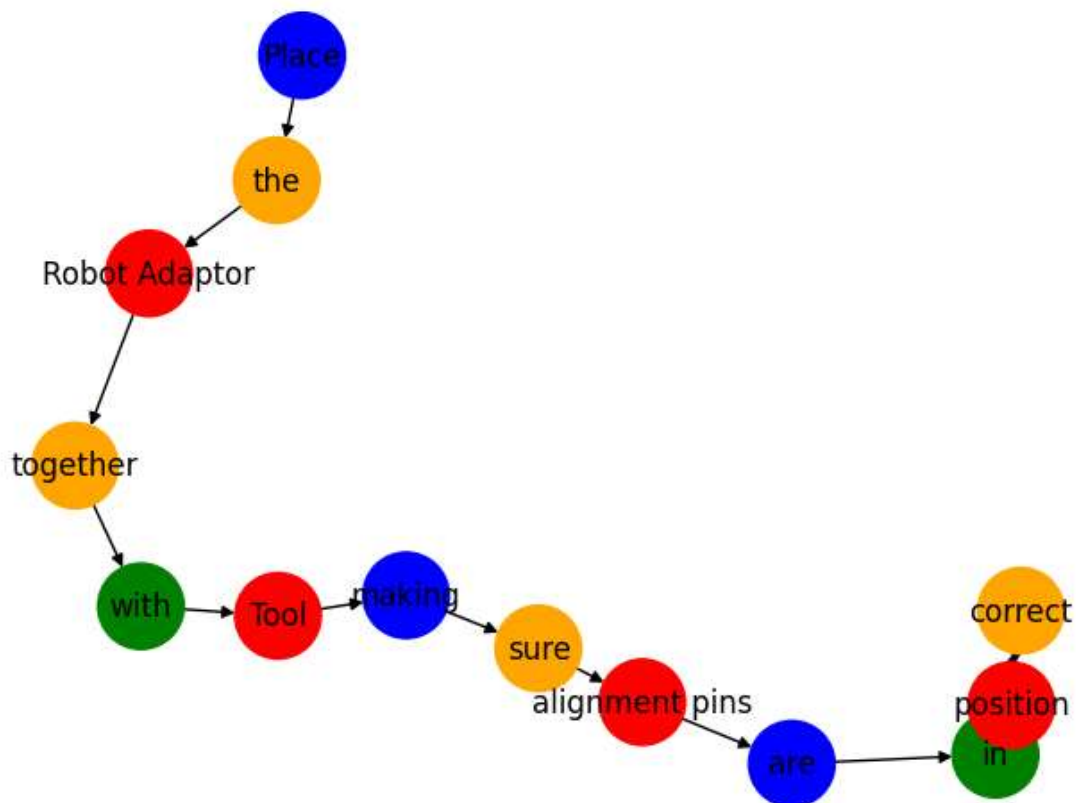 Place
the
Robot Adaptor
together
with
Tool
making
sure
alignment pins
are
in
correct
position